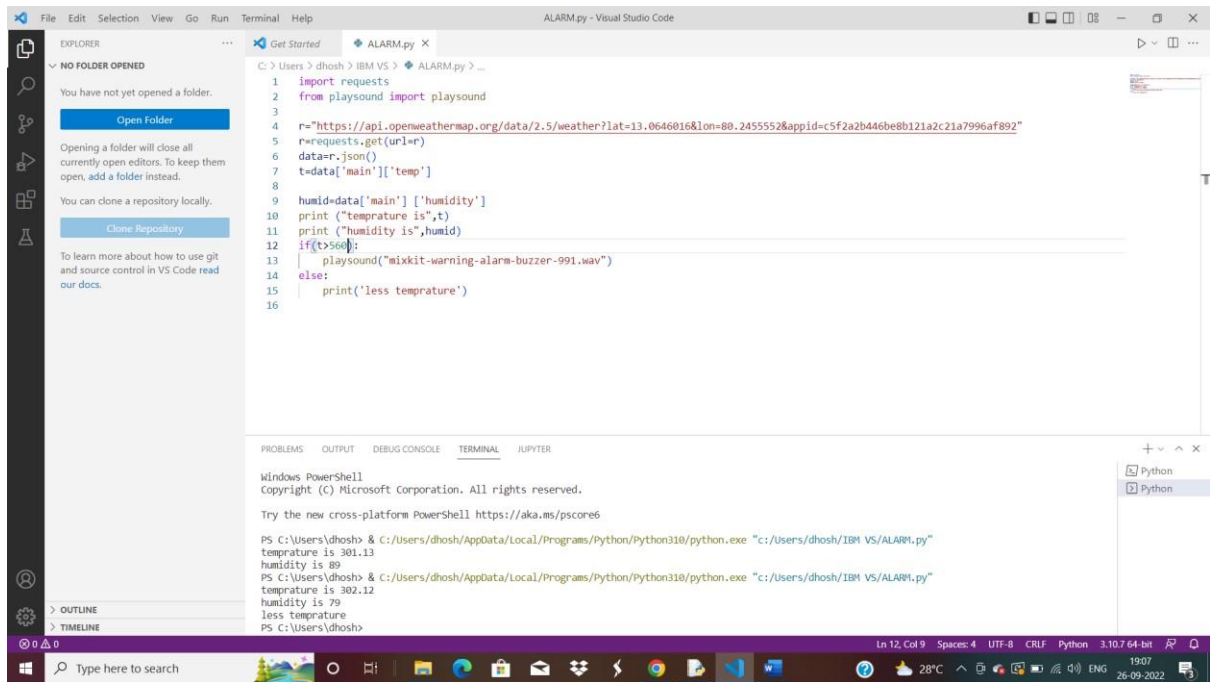 File Edit Selection View Go Run Terminal Help
ALARM.py - Visual Studio Code
EXPLORER
NO FOLDER OPENED
You have not yet opened a folder.
Open Folder
Opening a folder will close all
currently open editors. To keep them
open, add a folder instead.
You can clone a repository locally.
Clone Repository
To learn more about how to use git
and source control in VS Code read
our docs.
OUTLINE
TIMELINE
Get Started
ALARM.py
C: > Users > dhosh > IBM VS > ALARM.py > ...
1 import requests
2 from playsound import playsound
3
4 r="https://api.openweathermap.org/data/2.5/weather?lat=13.0646016&lon=80.2455552&appid=c5f2a2b446be8b121a2c21a7996af892"
5 r=requests.get(url=r)
6 data=r.json()
7 t=data['main']['temp']
8
9 humid=data['main'] ['humidity']
10 print ("temprature is",t)
11 print ("humidity is",humid)
12 if(t>560):
13 playsound("mixkit-warning-alarm-buzzer-991.wav")
14 else:
15 print('less temprature')
16
PROBLEMS OUTPUT DEBUG CONSOLE TERMINAL JUPYTER
Python
Python
Windows PowerShell
Copyright (C) Microsoft Corporation. All rights reserved.
Try the new cross-platform PowerShell https://aka.ms/pscore6
PS C:\Users\dhosh> & C:/Users/dhosh/AppData/Local/Programs/Python/Python310/python.exe "c:/Users/dhosh/IBM VS/ALARM.py"
temprature is 301.13
humidity is 89
PS C:\Users\dhosh> & C:/Users/dhosh/AppData/Local/Programs/Python/Python310/python.exe "c:/Users/dhosh/IBM VS/ALARM.py"
temprature is 302.12
humidity is 79
less temprature
PS C:\Users\dhosh>
0 0
Ln 12, Col 9 Spaces: 4 UTF-8 CRLF Python 3.10.7 64-bit
Type here to search
28°C
ENG
19:07
26-09-2022
3